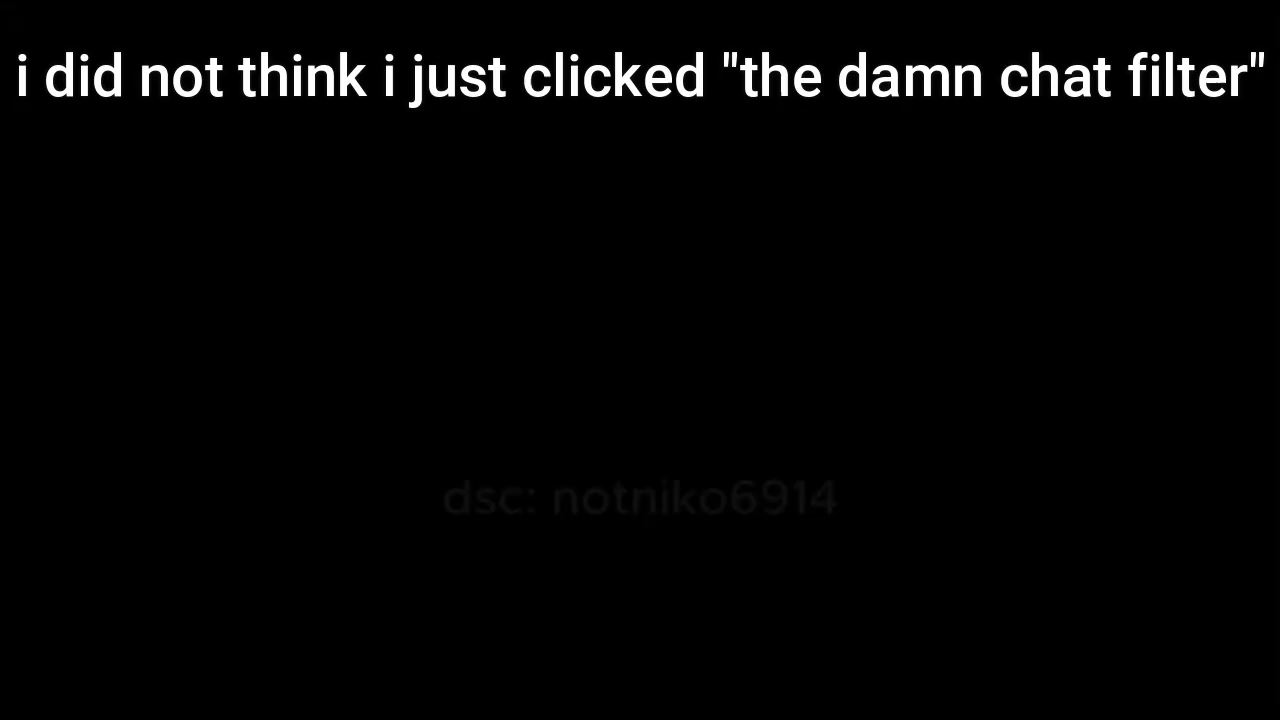 i did not think i just clicked "the damn chat filter"
dsc: notniko6914